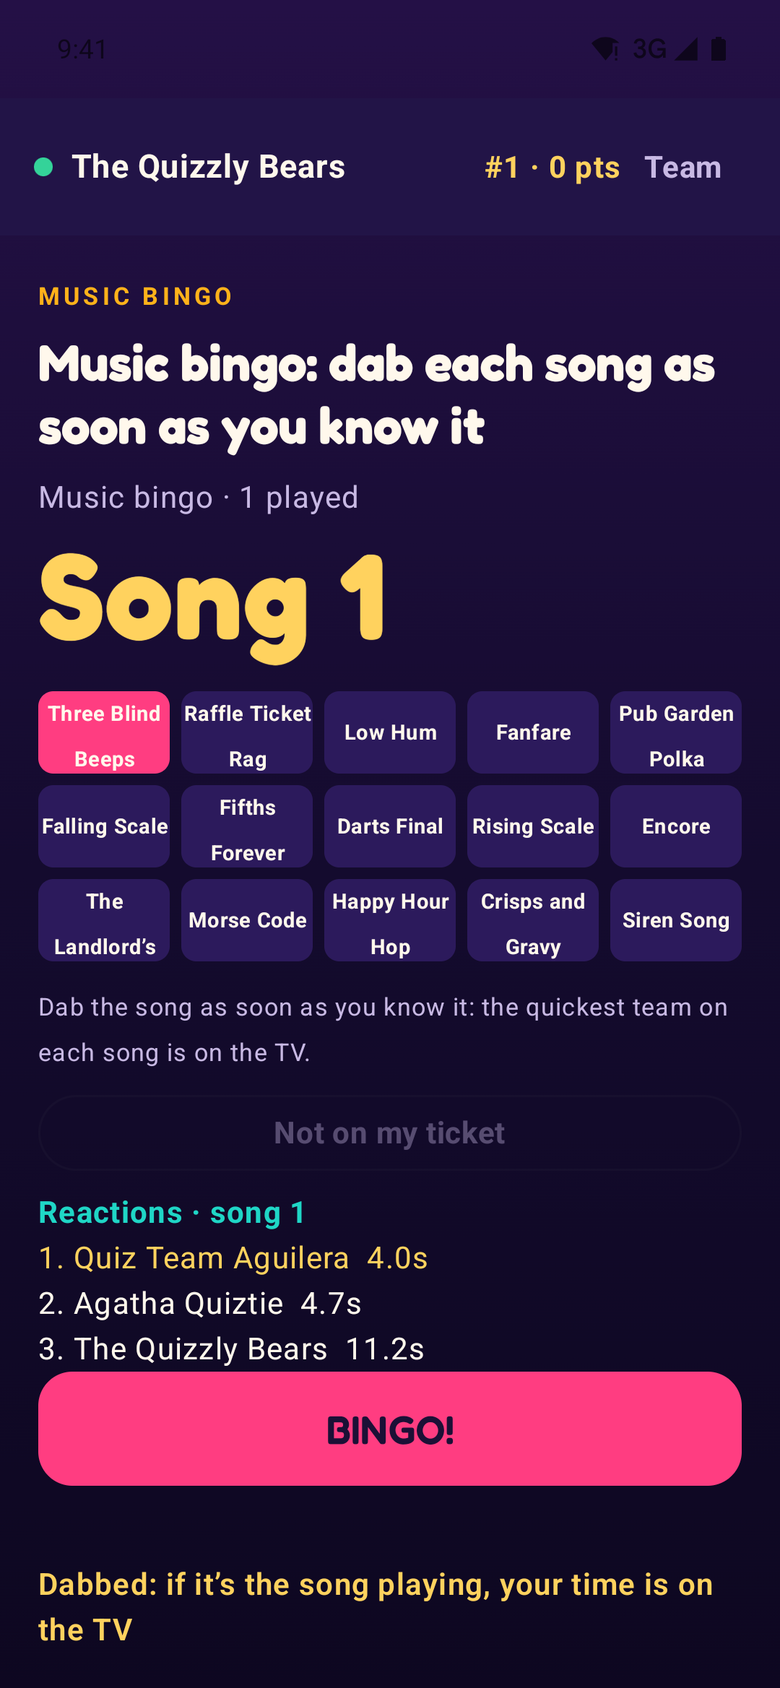 9:41
3G
The Quizzly Bears
#1 · 0 pts Team
MUSIC BINGO
Music bingo: dab each song as
soon as you know it
Music bingo · 1 played
Song 1
Three Blind
Beeps
Raffle Ticket
Rag
Low Hum
Fanfare
Pub Garden
Polka
Falling Scale
Fifths
Forever
Darts Final
Rising Scale
Encore
The
Landlord’s
Morse Code
Happy Hour
Hop
Crisps and
Gravy
Siren Song
Dab the song as soon as you know it: the quickest team on
each song is on the TV.
Not on my ticket
Reactions · song 1
1. Quiz Team Aguilera 4.0s
2. Agatha Quiztie 4.7s
3. The Quizzly Bears 11.2s
BINGO!
Dabbed: if it’s the song playing, your time is on
the TV